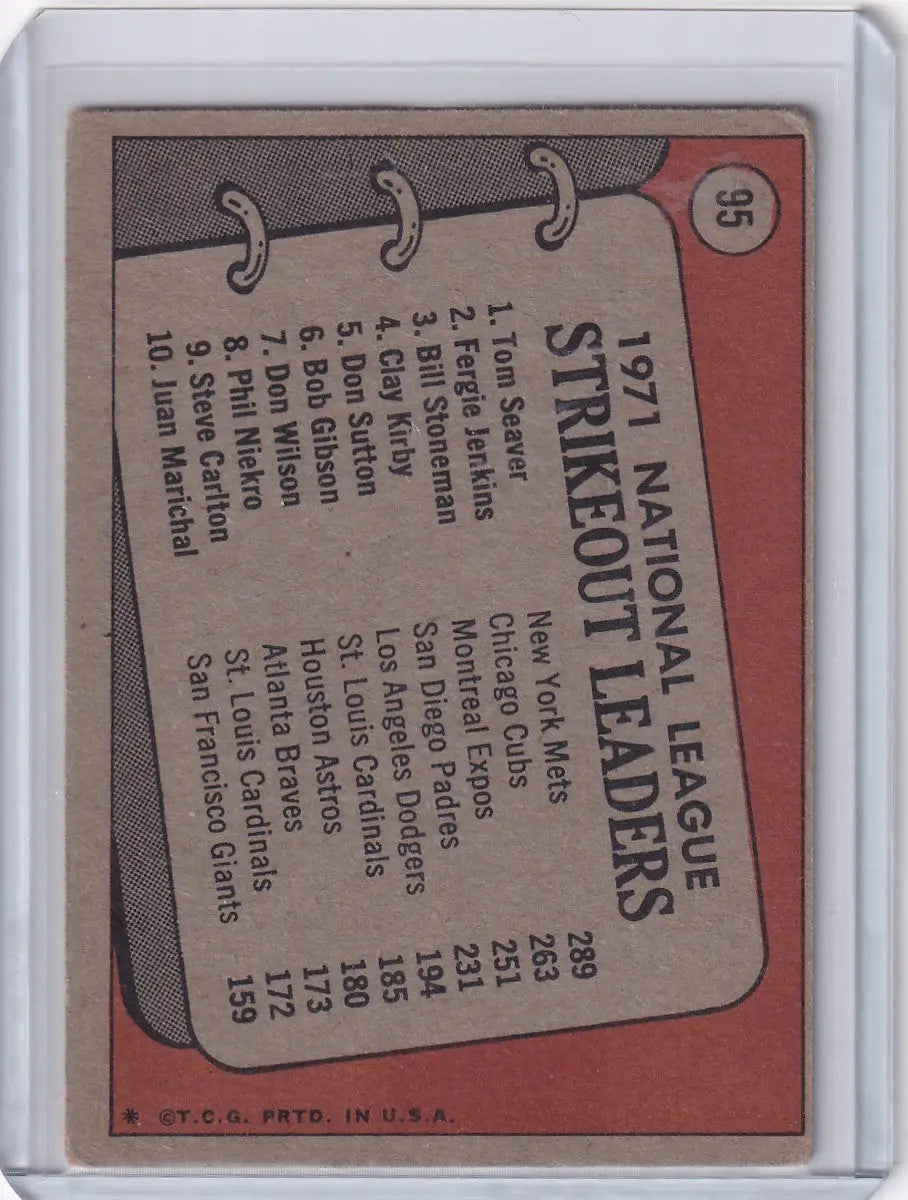 95
1971 NATIONAL LEAGUE
STRIKEOUT LEADERS
1. Tom Seaver New York Mets 289
2. Fergie Jenkins Chicago Cubs 263
3. Bill Stoneman Montreal Expos 251
4. Clay Kirby San Diego Padres 231
5. Don Sutton Los Angeles Dodgers 194
6. Bob Gibson St. Louis Cardinals 185
7. Don Wilson Houston Astros 180
8. Phil Niekro Atlanta Braves 173
9. Steve Carlton St. Louis Cardinals 172
10. Juan Marichal San Francisco Giants 159
* ©T.C.G. PRTD. IN U.S.A.